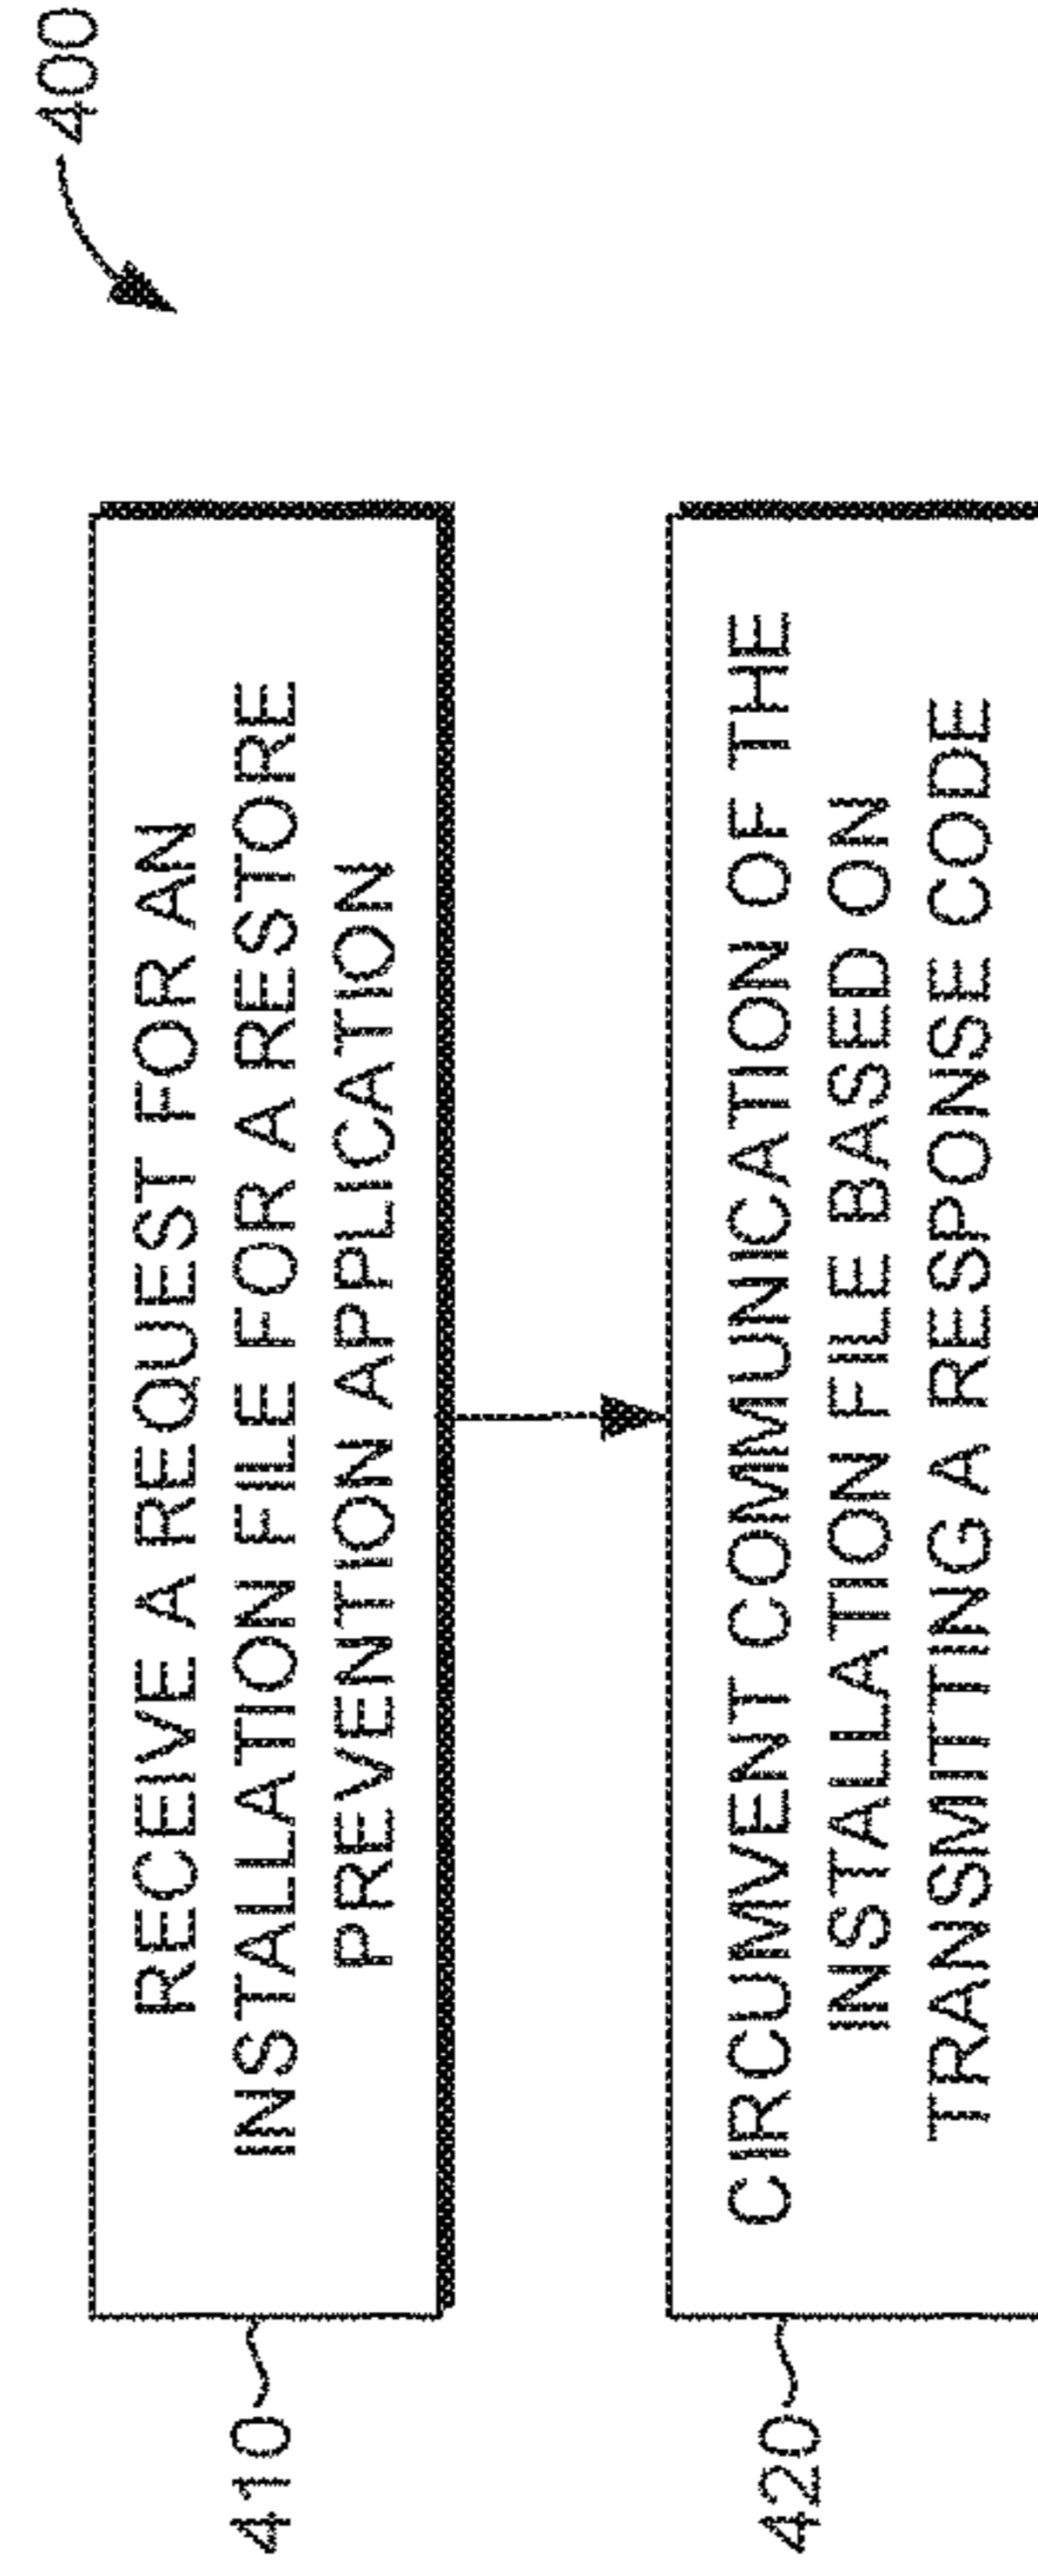 400
410
RECEIVE A REQUEST FOR AN
INSTALLATION FILE FOR A RESTORE
PREVENTION APPLICATION
420
CIRCUMVENT COMMUNICATION OF THE
INSTALLATION FILE BASED ON
TRANSMITTING A RESPONSE CODE